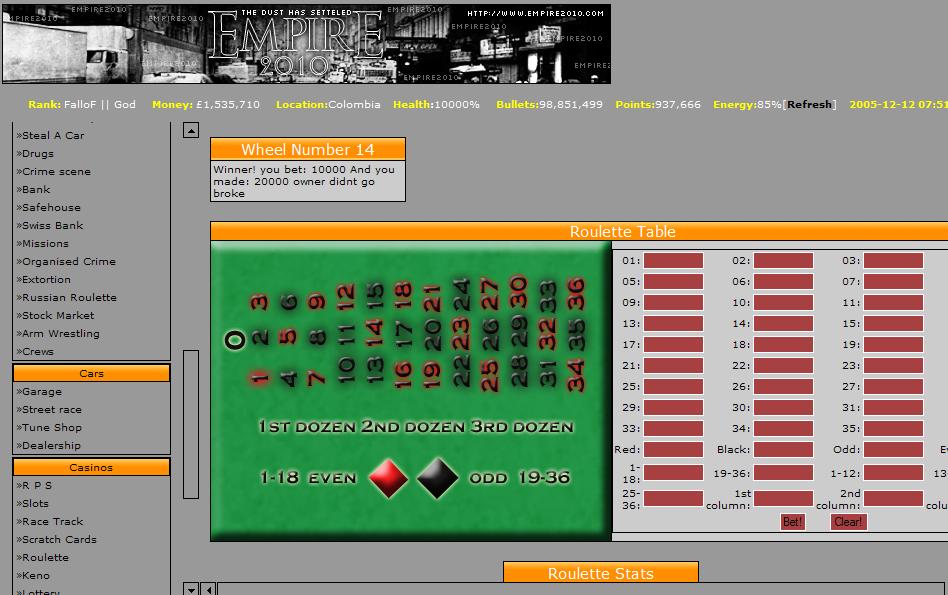 THE DUST HAS SETTELED
HTTP://WWW.EMPIRE2010.COM
EMPIRE
2010
EMPIRE2010
EMPIRE2010
EMPIRE2010
EMPIRE2010
EMPIRE2010
EMPIRE2010
EMPIRE2010
Rank: FalloF || God Money: £1,535,710 Location:Colombia Health:10000% Bullets:98,851,499 Points:937,666 Energy:85%[Refresh] 2005-12-12 07:51
»Steal A Car
»Drugs
»Crime scene
»Bank
»Safehouse
»Swiss Bank
»Missions
»Organised Crime
»Extortion
»Russian Roulette
»Stock Market
»Arm Wrestling
»Crews
Cars
»Garage
»Street race
»Tune Shop
»Dealership
Casinos
»R P S
»Slots
»Race Track
»Scratch Cards
»Roulette
»Keno
»Lottery
Wheel Number 14
Winner! you bet: 10000 And you
made: 20000 owner didnt go
broke
Roulette Table
3 6 9 12 15 18 21 24 27 30 33 36
0 2 5 8 11 14 17 20 23 26 29 32 35
1 4 7 10 13 16 19 22 25 28 31 34
1ST DOZEN 2ND DOZEN 3RD DOZEN
1-18 EVEN ODD 19-36
01: 02: 03:
05: 06: 07:
09: 10: 11:
13: 14: 15:
17: 18: 19:
21: 22: 23:
25: 26: 27:
29: 30: 31:
33: 34: 35:
Red: Black: Odd:
1-18: 19-36: 1-12: 13
25-36: 1st column: 2nd column:
Bet! Clear!
Roulette Stats